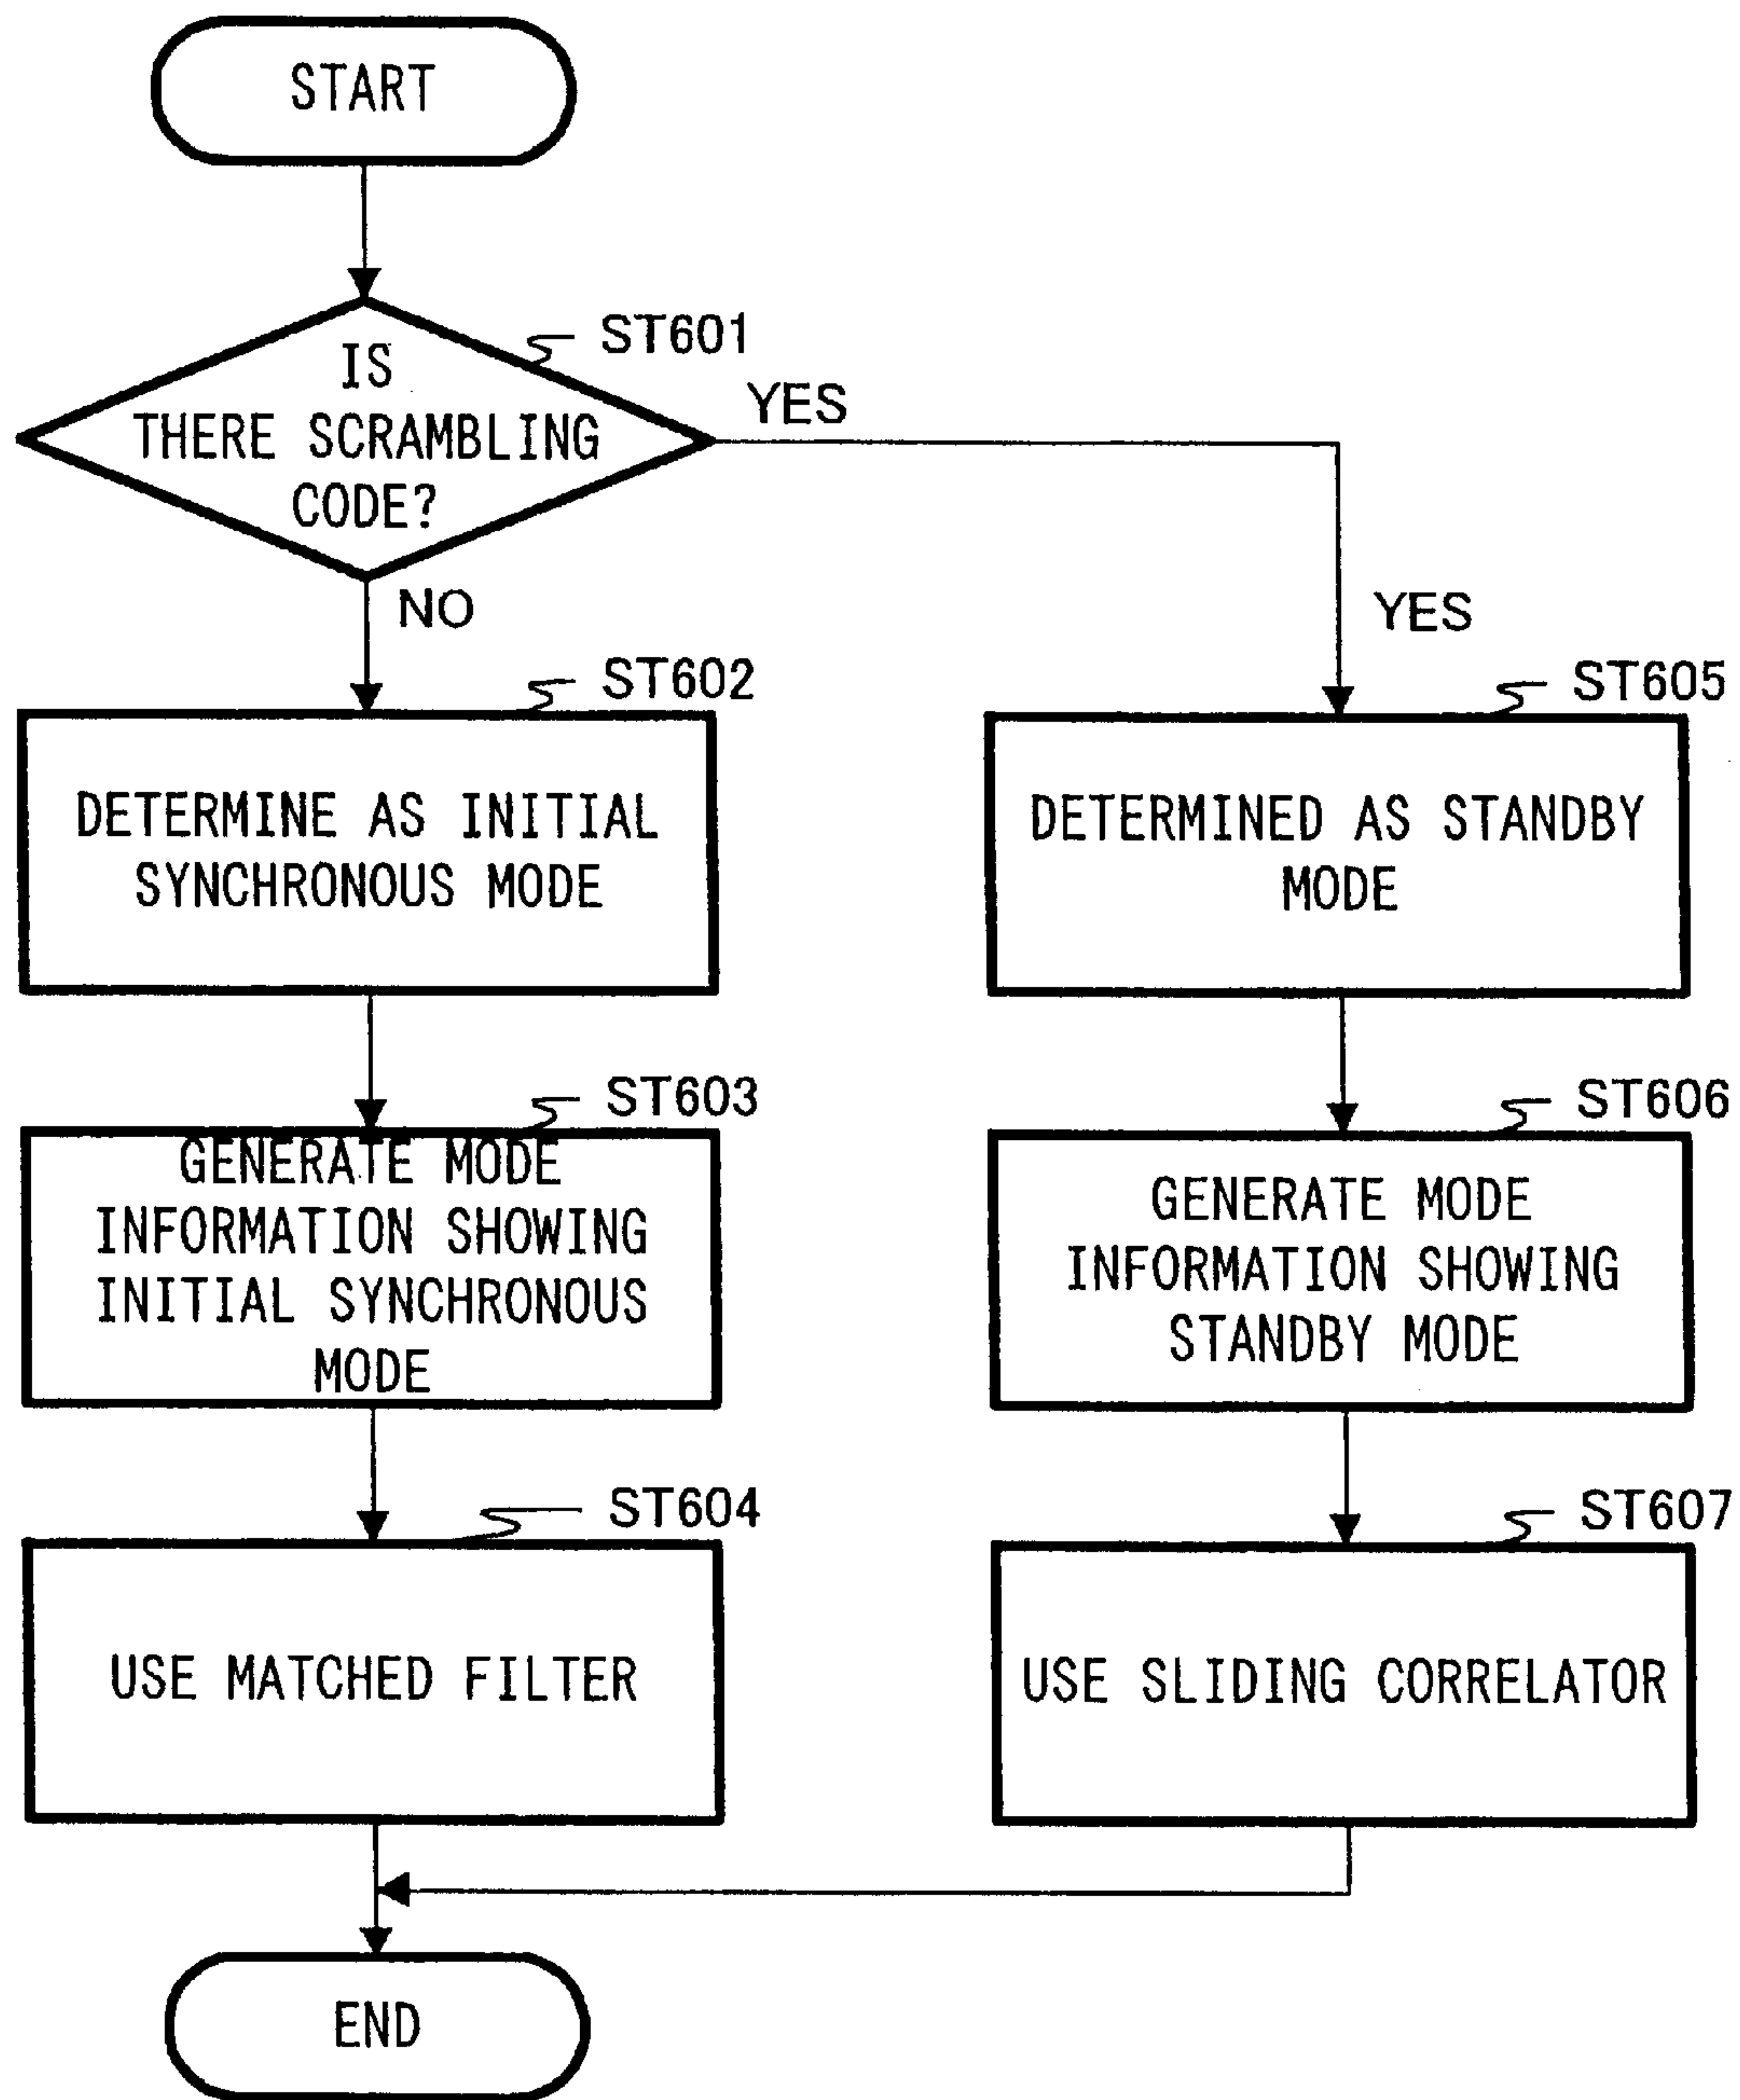 START
ST601
IS
THERE SCRAMBLING
CODE?
YES
NO
YES
ST602
DETERMINE AS INITIAL
SYNCHRONOUS MODE
ST605
DETERMINED AS STANDBY
MODE
ST603
GENERATE MODE
INFORMATION SHOWING
INITIAL SYNCHRONOUS
MODE
ST606
GENERATE MODE
INFORMATION SHOWING
STANDBY MODE
ST604
USE MATCHED FILTER
ST607
USE SLIDING CORRELATOR
END